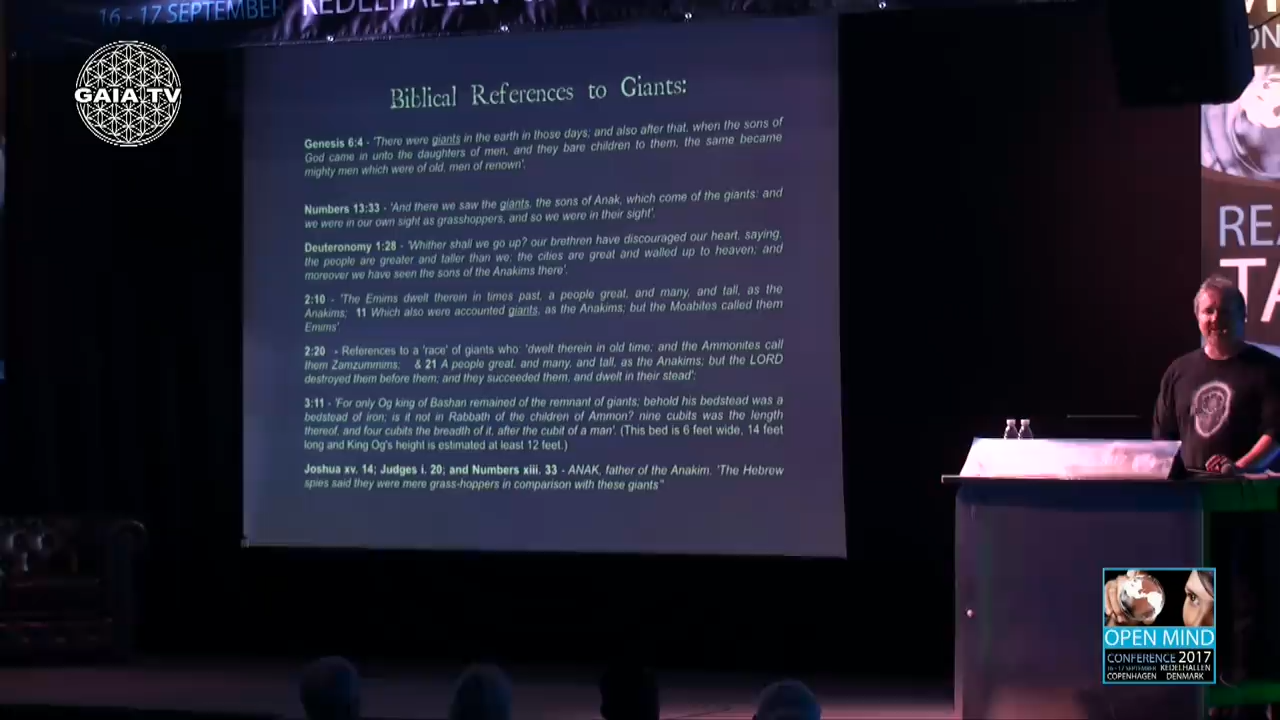 16 - 17 SEPTEMBER
KEDELHALLEN
GAIA TV
Biblical References to Giants:
Genesis 6:4 - 'There were giants in the earth in those days; and also after that, when the sons of
God came in unto the daughters of men, and they bare children to them, the same became
mighty men which were of old, men of renown'.
Numbers 13:33 - 'And there we saw the giants, the sons of Anak, which come of the giants: and
we were in our own sight as grasshoppers, and so we were in their sight'.
Deuteronomy 1:28 - 'Whither shall we go up? our brethren have discouraged our heart, saying,
the people are greater and taller than we; the cities are great and walled up to heaven; and
moreover we have seen the sons of the Anakims there'.
2:10 - 'The Emims dwelt therein in times past, a people great, and many, and tall, as the
Anakims; 11 Which also were accounted giants, as the Anakims; but the Moabites called them
Emims'
2:20 - References to a 'race' of giants who: 'dwelt therein in old time; and the Ammonites call
them Zamzummims; & 21 A people great, and many, and tall, as the Anakims; but the LORD
destroyed them before them; and they succeeded them, and dwelt in their stead':
3:11 - 'For only Og king of Bashan remained of the remnant of giants; behold his bedstead was a
bedstead of iron; is it not in Rabbath of the children of Ammon? nine cubits was the length
thereof, and four cubits the breadth of it, after the cubit of a man'. (This bed is 6 feet wide, 14 feet
long and King Og's height is estimated at least 12 feet.)
Joshua xv. 14; Judges i. 20; and Numbers xiii. 33 - ANAK, father of the Anakim. 'The Hebrew
spies said they were mere grass-hoppers in comparison with these giants"
RE
TA
OPEN MIND
CONFERENCE 2017
16 - 17 SEPTEMBER KEDELHALLEN
COPENHAGEN DENMARK